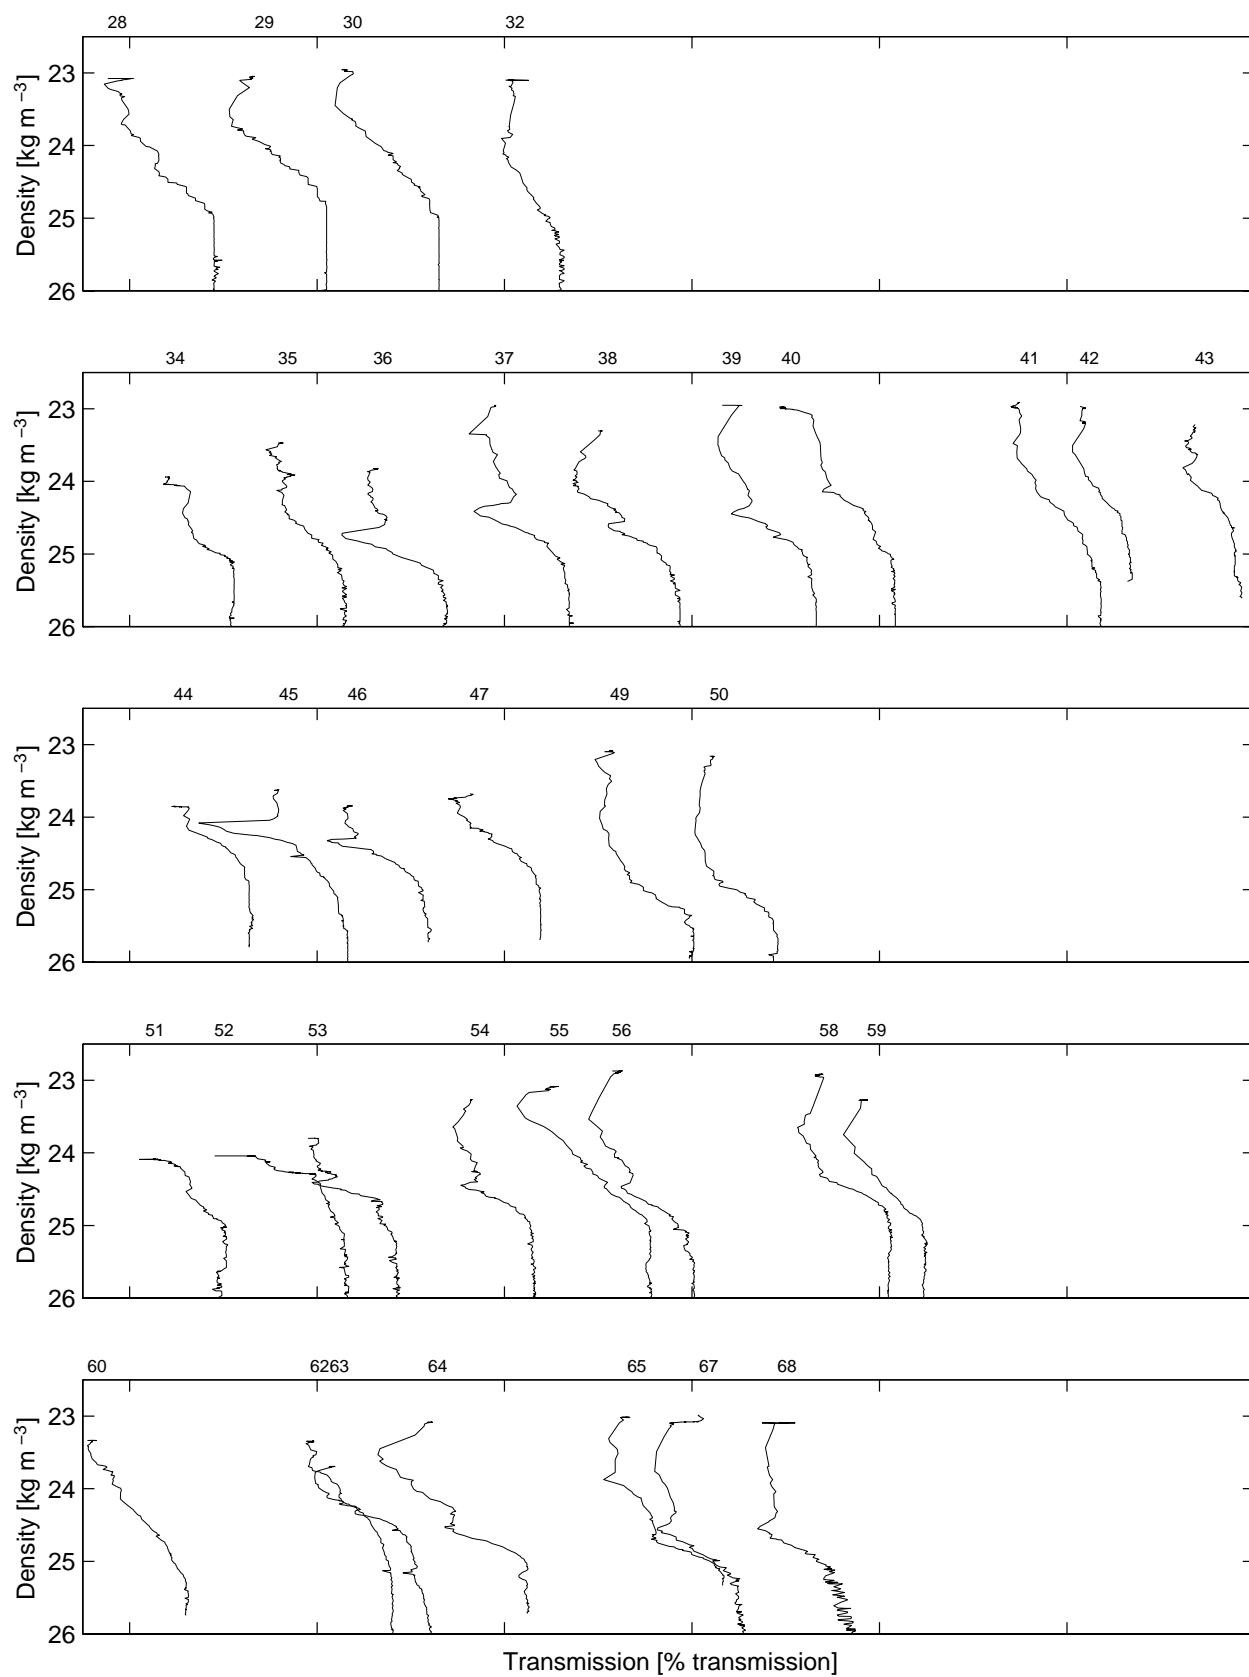 28 29 30 32
23
24
25
26
Density [kg m −3]
34 35 36 37 38 39 40 41 42 43
23
24
25
26
Density [kg m −3]
44 45 46 47 49 50
23
24
25
26
Density [kg m −3]
51 52 53 54 55 56 58 59
23
24
25
26
Density [kg m −3]
60 62 63 64 65 67 68
23
24
25
26
Density [kg m −3]
Transmission [% transmission]